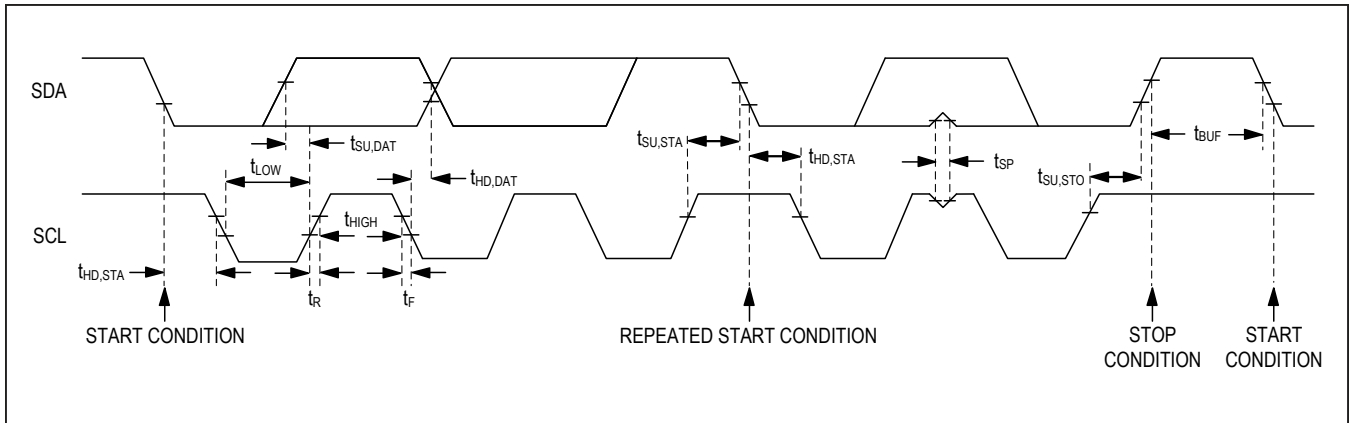 SDA
tSU,DAT
tSU,STA
tBUF
tLOW
tHD,DAT
tHD,STA
tSP
tSU,STO
SCL
tHIGH
tHD,STA
tR
tF
START CONDITION
REPEATED START CONDITION
STOP
CONDITION
START
CONDITION